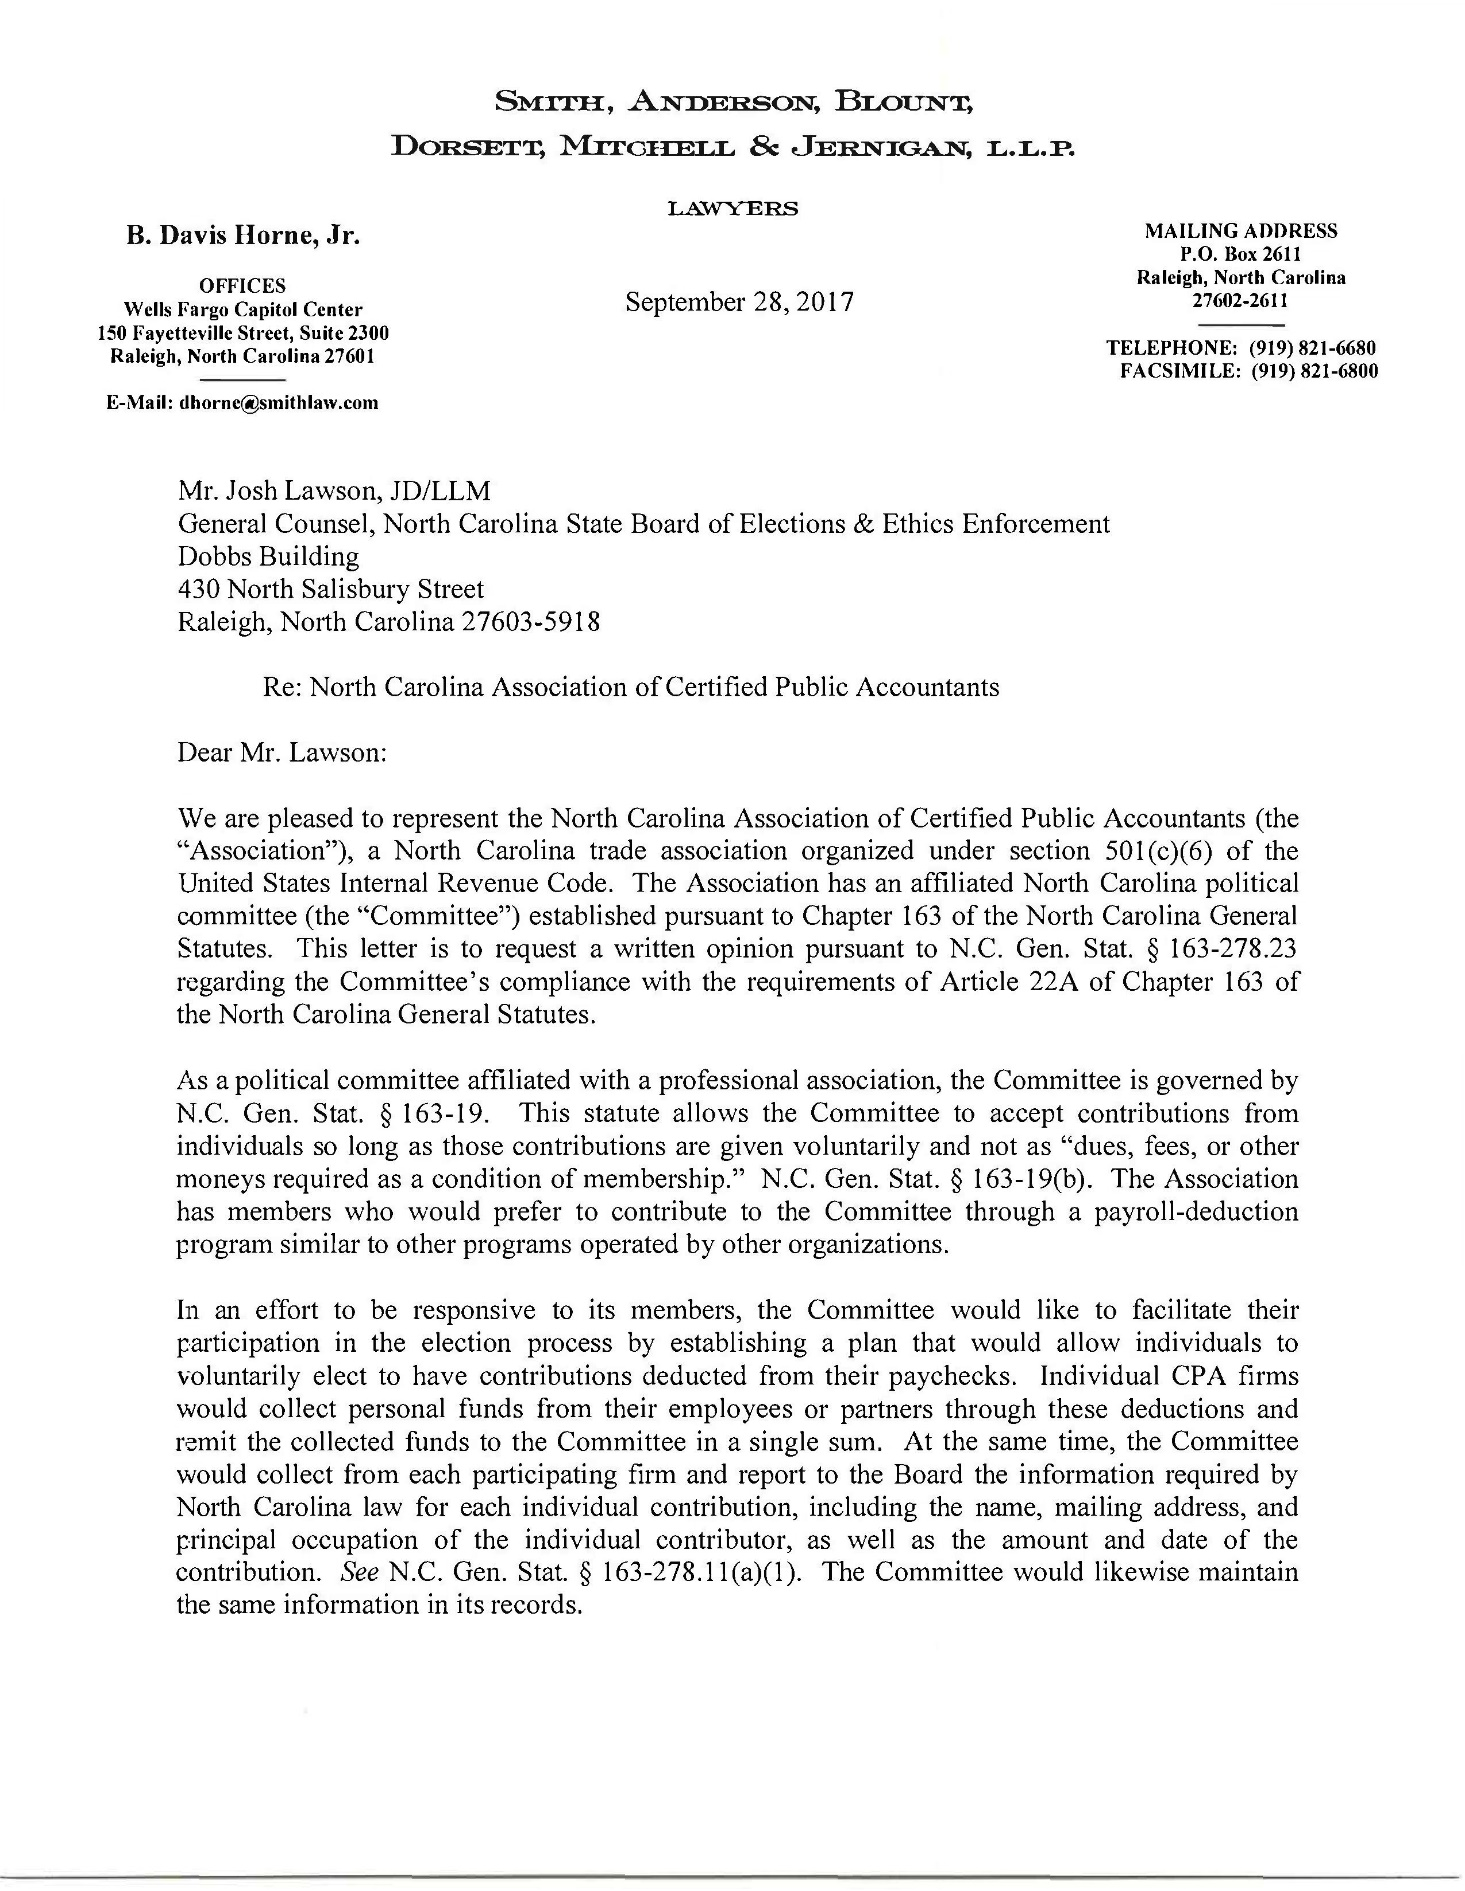 SMITH, ANDERSON, BLOUNT,
DORSETT, MITCHELL & JERNIGAN, L.L.P.
LAWYERS
B. Davis Horne, Jr.
OFFICES
Wells Fargo Capitol Center
150 Fayetteville Street, Suite 2300
Raleigh, North Carolina 27601
E-Mail: dhorne@smithlaw.com
September 28, 2017
MAILING ADDRESS
P.O. Box 2611
Raleigh, North Carolina
27602-2611
TELEPHONE: (919) 821-6680
FACSIMILE: (919) 821-6800
Mr. Josh Lawson, JD/LLM
General Counsel, North Carolina State Board of Elections & Ethics Enforcement
Dobbs Building
430 North Salisbury Street
Raleigh, North Carolina 27603-5918
Re: North Carolina Association of Certified Public Accountants
Dear Mr. Lawson:
We are pleased to represent the North Carolina Association of Certified Public Accountants (the
“Association”), a North Carolina trade association organized under section 501(c)(6) of the
United States Internal Revenue Code. The Association has an affiliated North Carolina political
committee (the “Committee”) established pursuant to Chapter 163 of the North Carolina General
Statutes. This letter is to request a written opinion pursuant to N.C. Gen. Stat. § 163-278.23
regarding the Committee’s compliance with the requirements of Article 22A of Chapter 163 of
the North Carolina General Statutes.
As a political committee affiliated with a professional association, the Committee is governed by
N.C. Gen. Stat. § 163-19. This statute allows the Committee to accept contributions from
individuals so long as those contributions are given voluntarily and not as “dues, fees, or other
moneys required as a condition of membership.” N.C. Gen. Stat. § 163-19(b). The Association
has members who would prefer to contribute to the Committee through a payroll-deduction
program similar to other programs operated by other organizations.
In an effort to be responsive to its members, the Committee would like to facilitate their
participation in the election process by establishing a plan that would allow individuals to
voluntarily elect to have contributions deducted from their paychecks. Individual CPA firms
would collect personal funds from their employees or partners through these deductions and
remit the collected funds to the Committee in a single sum. At the same time, the Committee
would collect from each participating firm and report to the Board the information required by
North Carolina law for each individual contribution, including the name, mailing address, and
principal occupation of the individual contributor, as well as the amount and date of the
contribution. See N.C. Gen. Stat. § 163-278.11(a)(1). The Committee would likewise maintain
the same information in its records.